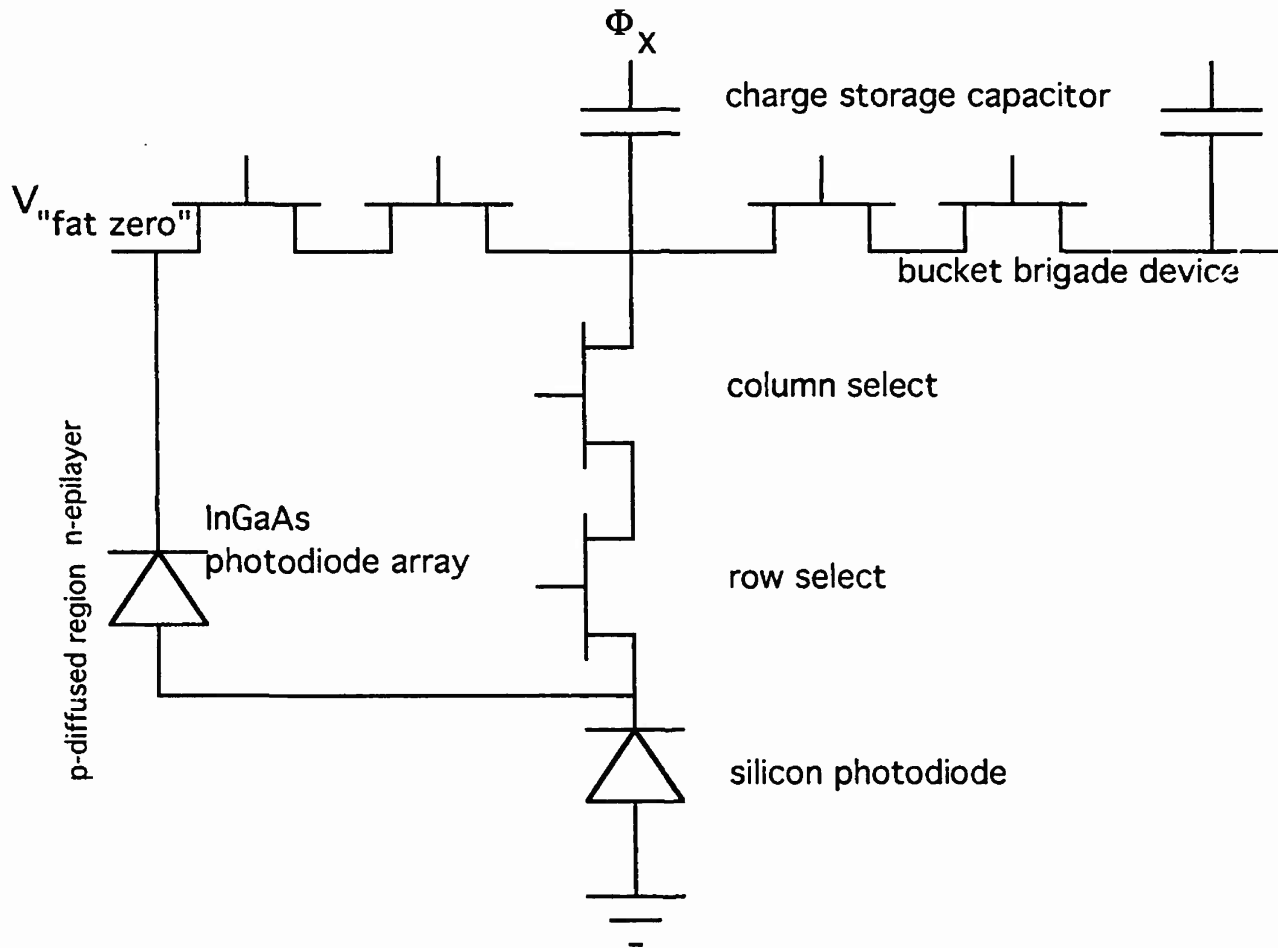 ΦX
charge storage capacitor
V"fat zero"
bucket brigade device
column select
p-diffused region n-epilayer
InGaAs
photodiode array
row select
silicon photodiode